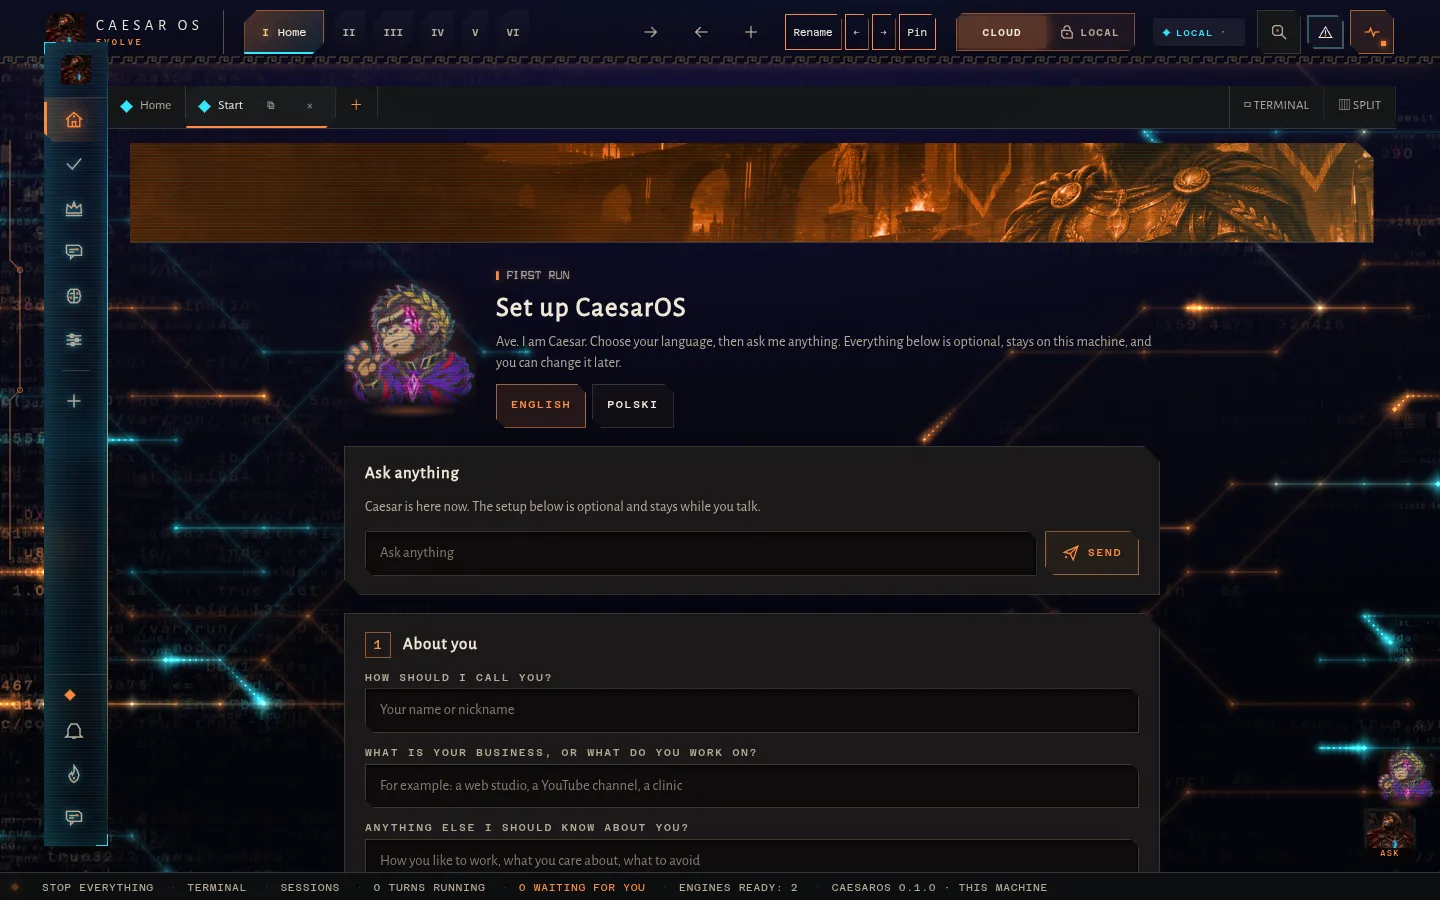 CAESAR OS
EVOLVE
I Home
II
III
IV
V
VI
Rename
Pin
CLOUD
LOCAL
LOCAL
Home
Start
TERMINAL
SPLIT
FIRST RUN
Set up CaesarOS
Ave. I am Caesar. Choose your language, then ask me anything. Everything below is optional, stays on this machine, and
you can change it later.
ENGLISH
POLSKI
Ask anything
Caesar is here now. The setup below is optional and stays while you talk.
Ask anything
SEND
1 About you
HOW SHOULD I CALL YOU?
Your name or nickname
WHAT IS YOUR BUSINESS, OR WHAT DO YOU WORK ON?
For example: a web studio, a YouTube channel, a clinic
ANYTHING ELSE I SHOULD KNOW ABOUT YOU?
How you like to work, what you care about, what to avoid
ASK
STOP EVERYTHING · TERMINAL · SESSIONS · 0 TURNS RUNNING · 0 WAITING FOR YOU · ENGINES READY: 2 · CAESAROS 0.1.0 · THIS MACHINE